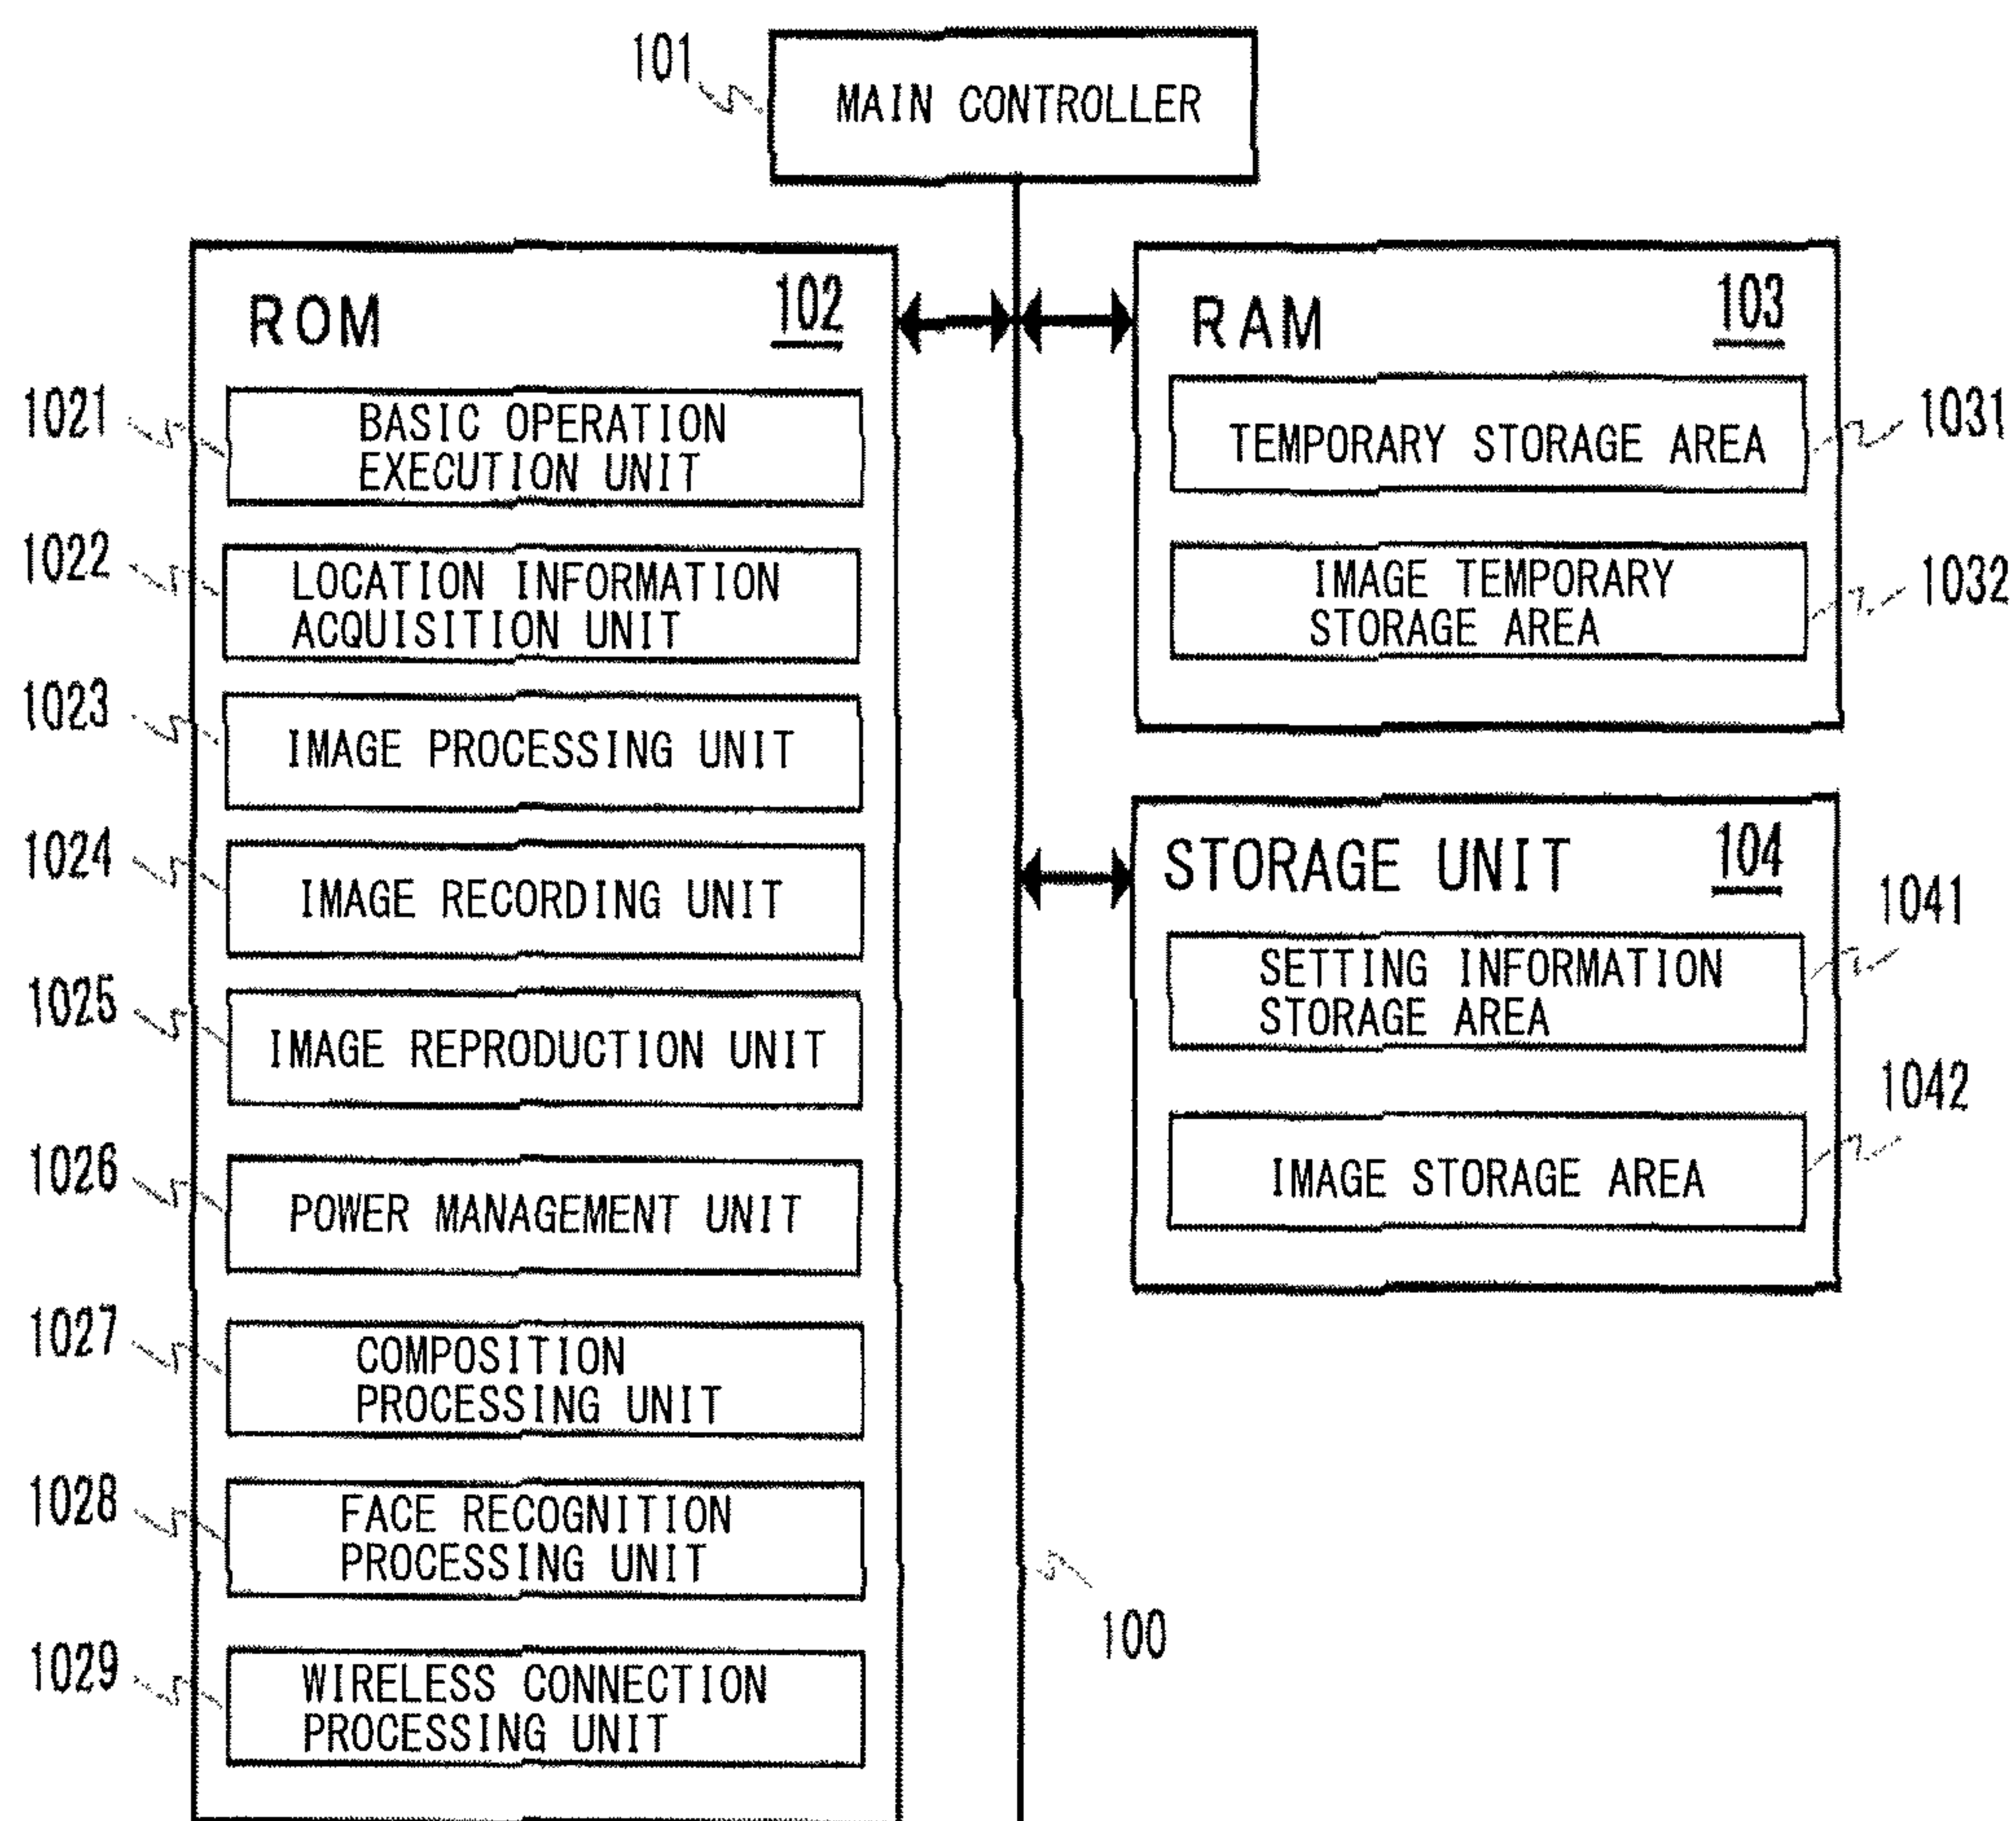 101
MAIN CONTROLLER
ROM 102
1021
BASIC OPERATION
EXECUTION UNIT
1022
LOCATION INFORMATION
ACQUISITION UNIT
1023
IMAGE PROCESSING UNIT
1024
IMAGE RECORDING UNIT
1025
IMAGE REPRODUCTION UNIT
1026
POWER MANAGEMENT UNIT
1027
COMPOSITION
PROCESSING UNIT
1028
FACE RECOGNITION
PROCESSING UNIT
1029
WIRELESS CONNECTION
PROCESSING UNIT
RAM 103
TEMPORARY STORAGE AREA
1031
IMAGE TEMPORARY
STORAGE AREA
1032
STORAGE UNIT 104
1041
SETTING INFORMATION
STORAGE AREA
1042
IMAGE STORAGE AREA
100